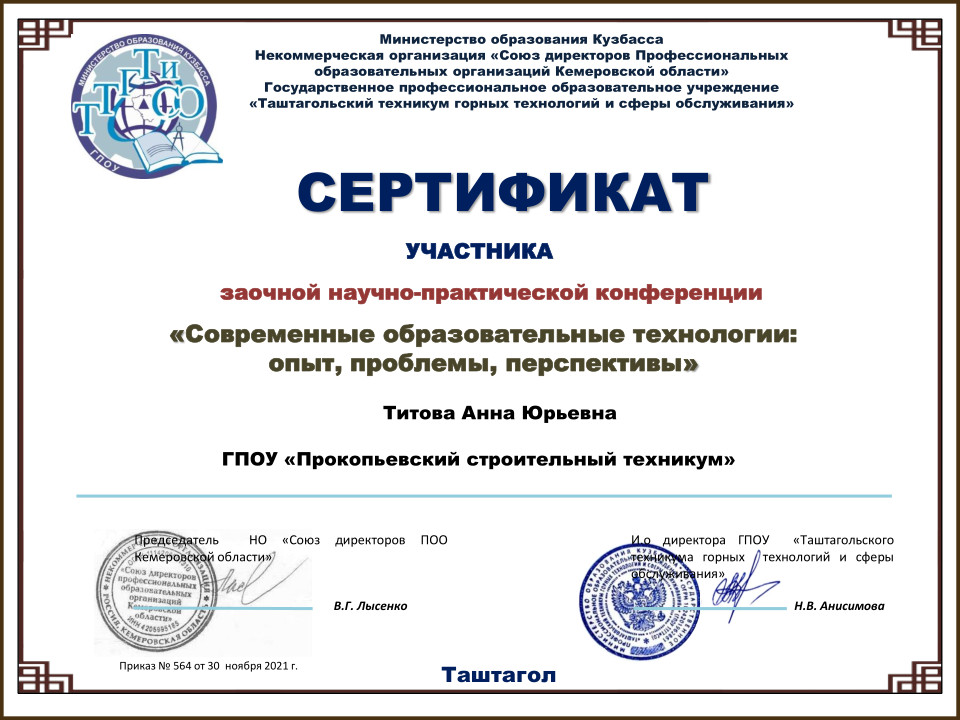 Министерство образования Кузбасса
Некоммерческая организация «Союз директоров Профессиональных
образовательных организаций Кемеровской области»
Государственное профессиональное образовательное учреждение
«Таштагольский техникум горных технологий и сферы обслуживания»
МИНИСТЕРСТВО ОБРАЗОВАНИЯ КУЗБАССА
ТТГТиСО
ГПОУ
СЕРТИФИКАТ
УЧАСТНИКА
заочной научно-практической конференции
«Современные образовательные технологии:
опыт, проблемы, перспективы»
Титова Анна Юрьевна
ГПОУ «Прокопьевский строительный техникум»
Председатель НО «Союз директоров ПОО
Кемеровской области»
В.Г. Лысенко
«Союз директоров
профессиональных
образовательных
организаций
Кемеровской
области»
ИНН 4205995185
РОССИЯ, КЕМЕРОВСКАЯ ОБЛАСТЬ
И.о директора ГПОУ «Таштагольского
техникума горных технологий и сферы
обслуживания»
Н.В. Анисимова
Приказ № 564 от 30 ноября 2021 г.
Таштагол